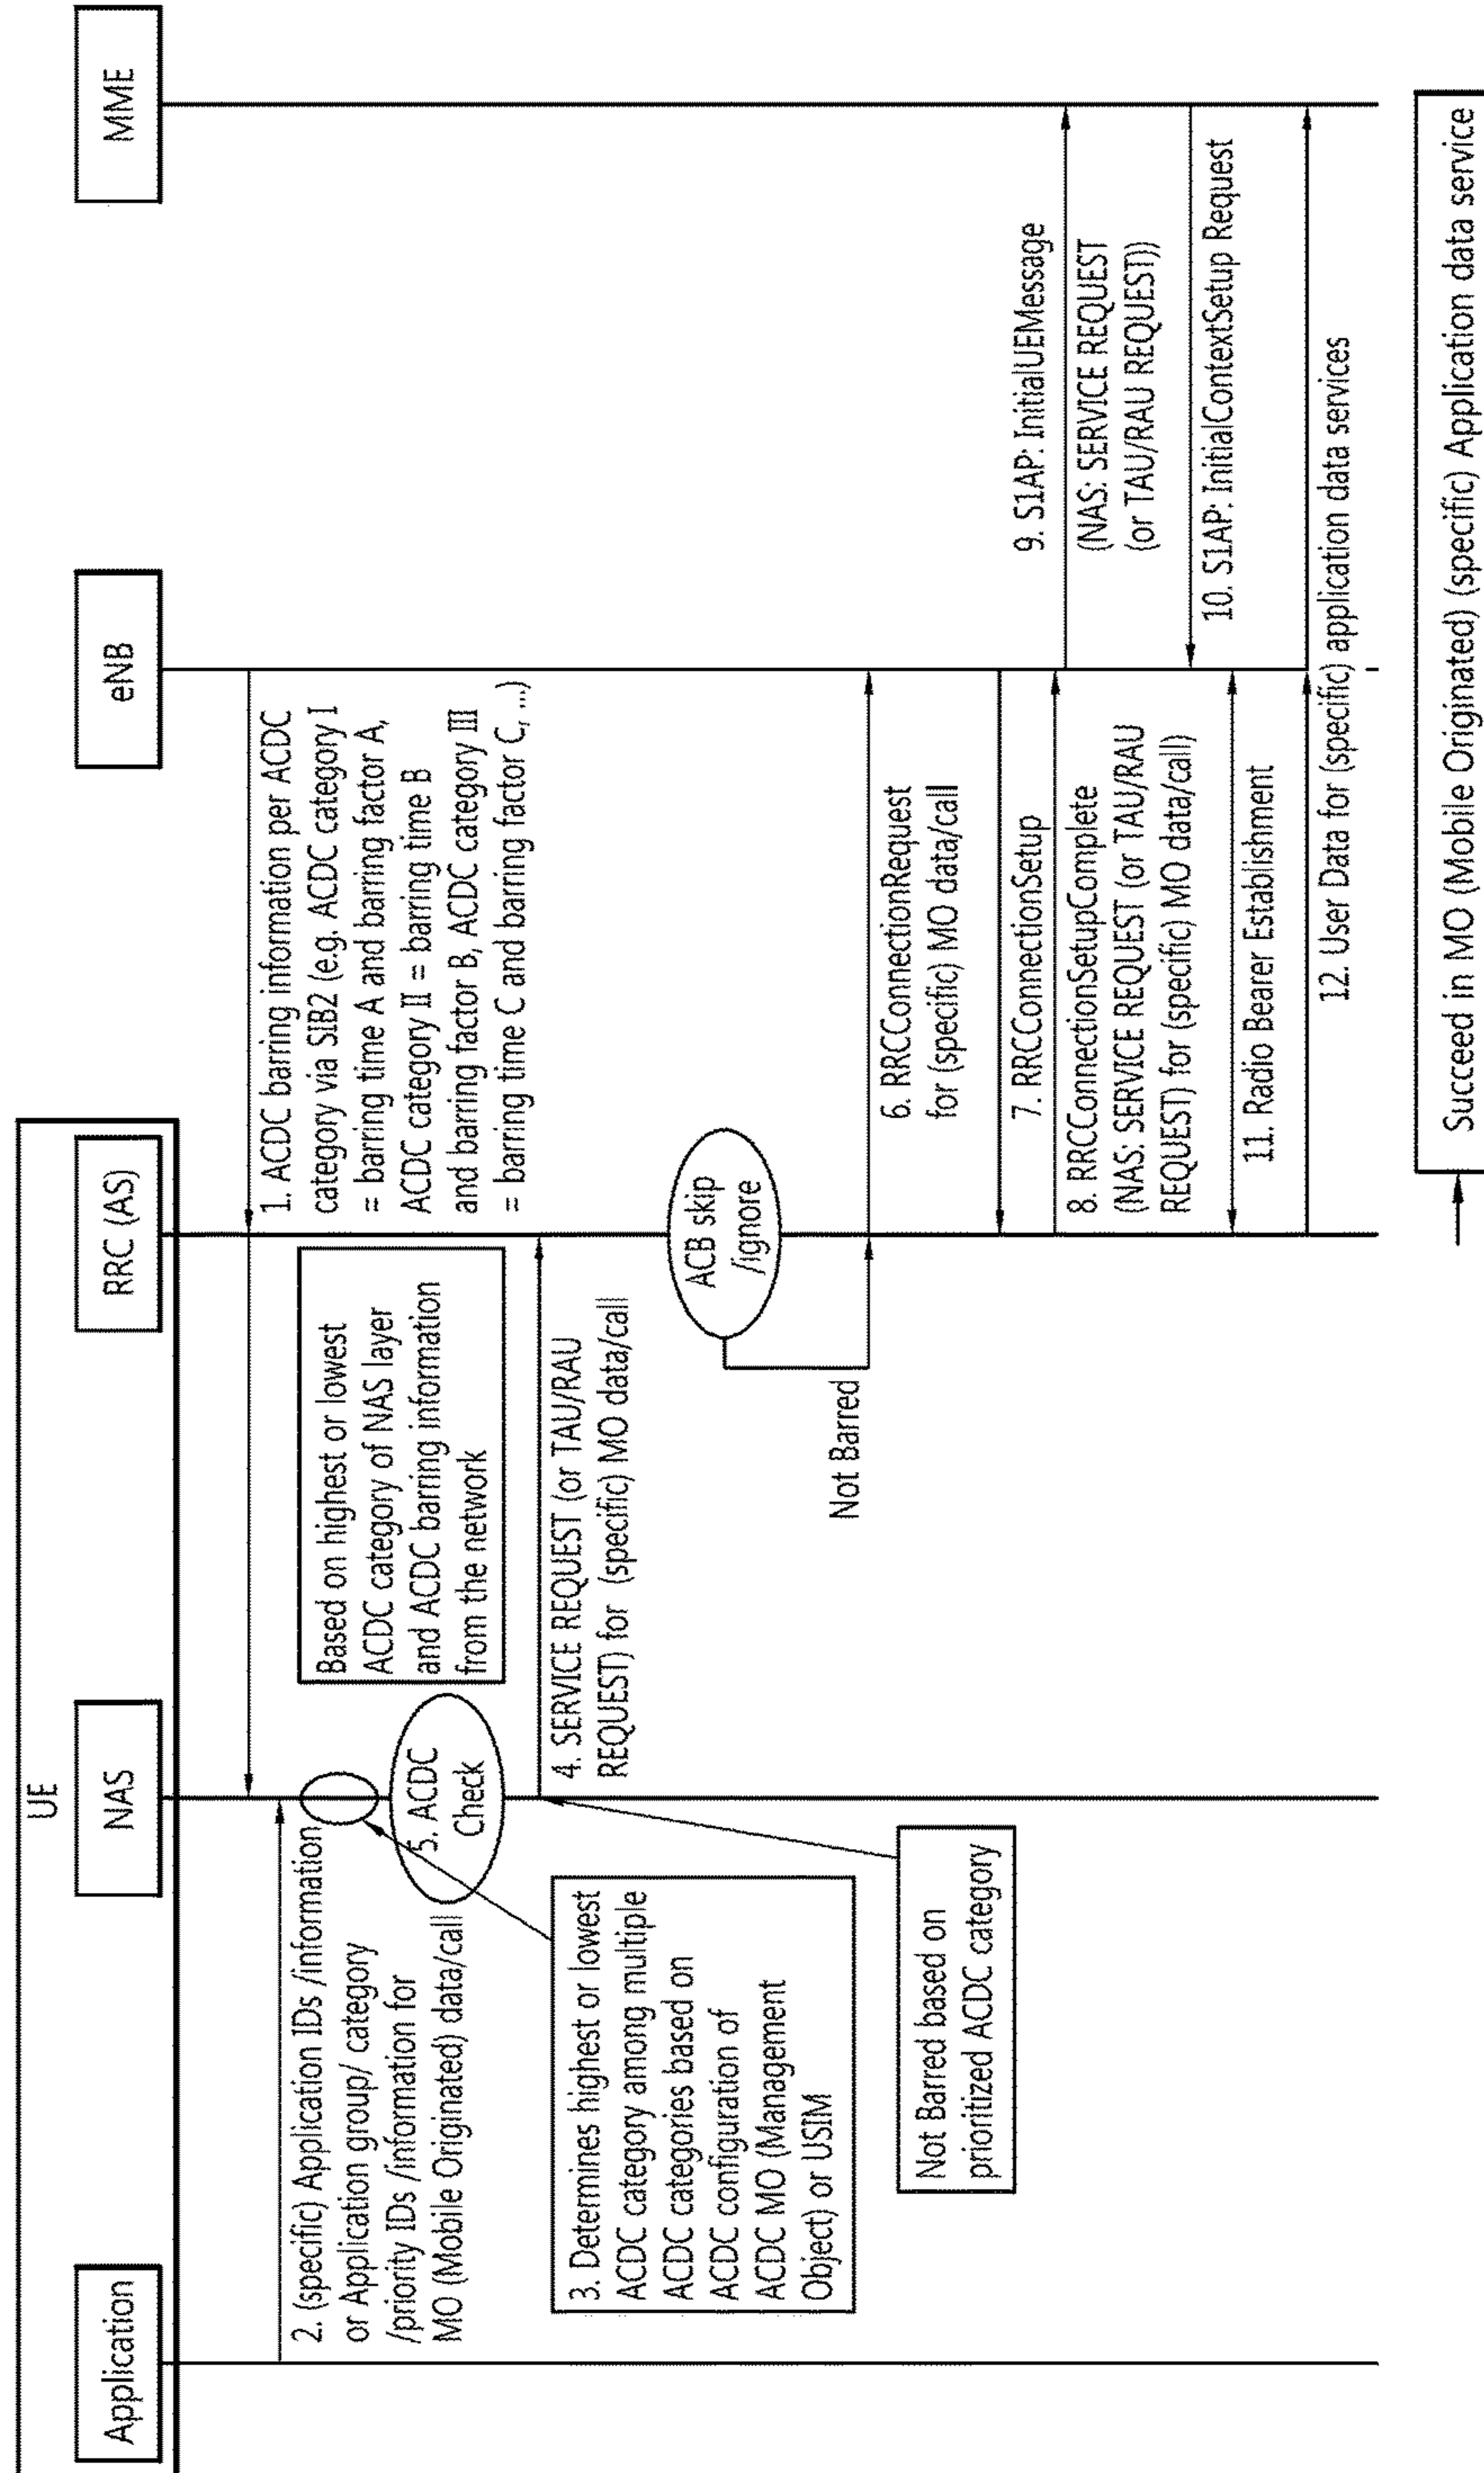 UE
Application
NAS
RRC (AS)
eNB
MME
1. ACDC barring information per ACDC
category via SIB2 (e.g. ACDC category I
= barring time A and barring factor A,
ACDC category II = barring time B
and barring factor B, ACDC category III
= barring time C and barring factor C, ...)
2. (specific) Application IDs /information
or Application group/ category
/priority IDs /information for
MO (Mobile Originated) data/call
Based on highest or lowest
ACDC category of NAS layer
and ACDC barring information
from the network
5. ACDC
Check
3. Determines highest or lowest
ACDC category among multiple
ACDC categories based on
ACDC configuration of
ACDC MO (Management
Object) or USIM
4. SERVICE REQUEST (or TAU/RAU
REQUEST) for (specific) MO data/call
ACB skip
/ignore
Not Barred
Not Barred based on
prioritized ACDC category
6. RRCConnectionRequest
for (specific) MO data/call
7. RRCConnectionSetup
8. RRCConnectionSetupComplete
(NAS: SERVICE REQUEST (or TAU/RAU
REQUEST) for (specific) MO data/call)
9. S1AP: InitialUEMessage
(NAS: SERVICE REQUEST
(or TAU/RAU REQUEST))
10. S1AP: InitialContextSetup Request
11. Radio Bearer Establishment
12. User Data for (specific) application data services
Succeed in MO (Mobile Originated) (specific) Application data service